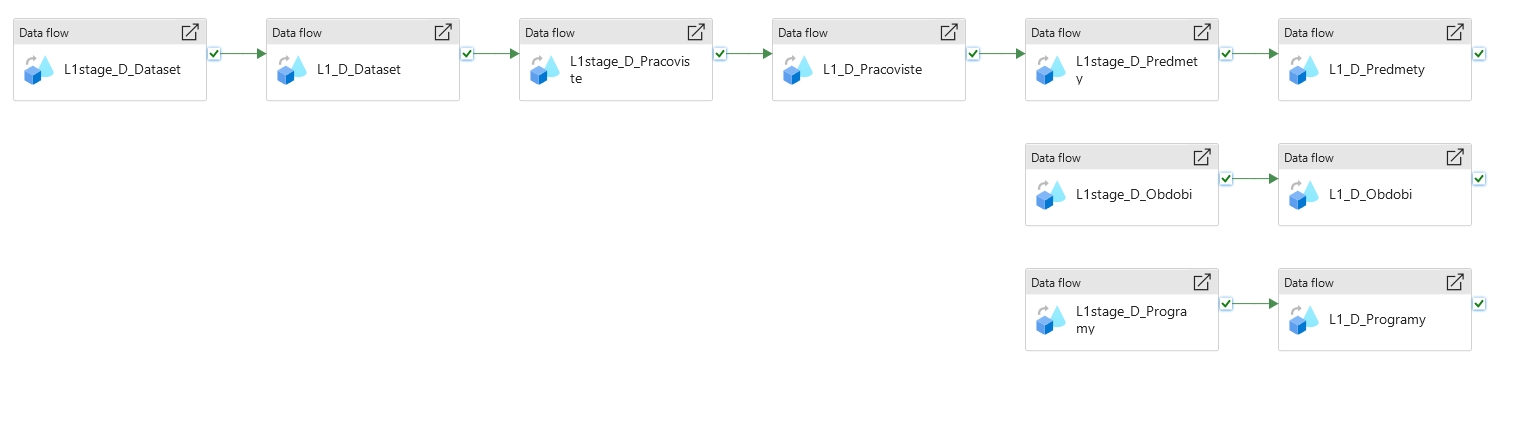 Data flow
L1stage_D_Dataset
Data flow
L1_D_Dataset
Data flow
L1stage_D_Pracovis
te
Data flow
L1_D_Pracoviste
Data flow
L1stage_D_Predmet
y
Data flow
L1_D_Predmety
Data flow
L1stage_D_Obdobi
Data flow
L1_D_Obdobi
Data flow
L1stage_D_Progra
my
Data flow
L1_D_Programy